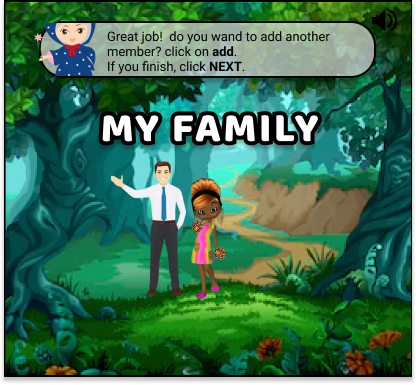 Great job!  do you wand to add another
member? click on add.
If you finish, click NEXT.
MY FAMILY